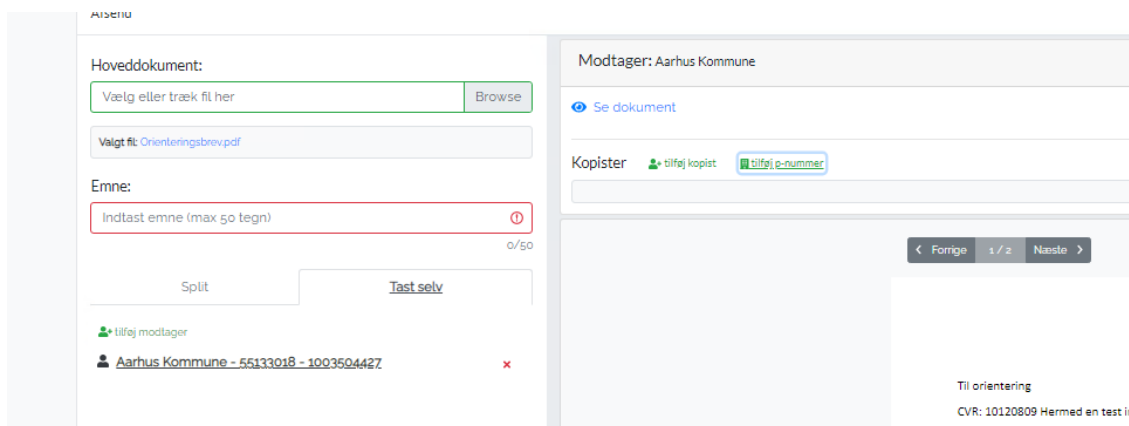 Afsend
Hoveddokument:
Vælg eller træk fil her
Browse
Valgt fil: Orienteringsbrev.pdf
Emne:
Indtast emne (max 50 tegn)
0/50
Split
Tast selv
tilføj modtager
Aarhus Kommune - 55133018 - 1003504427
Modtager: Aarhus Kommune
Se dokument
Kopister
tilføj kopist
tilføj p-nummer
Forrige
1 / 2
Næste
Til orientering
CVR: 10120809 Hermed en test i